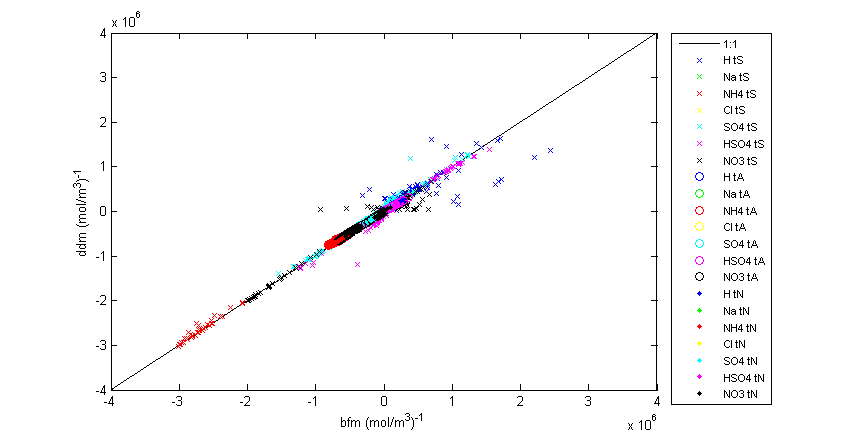 x 10^6
4
3
2
1
0
-1
-2
-3
-4
-4
-3
-2
-1
0
1
2
3
4
x 10^6
ddm (mol/m³)-1
bfm (mol/m³)-1
1:1
H tS
Na tS
NH4 tS
Cl tS
SO4 tS
HSO4 tS
NO3 tS
H tA
Na tA
NH4 tA
Cl tA
SO4 tA
HSO4 tA
NO3 tA
H tN
Na tN
NH4 tN
Cl tN
SO4 tN
HSO4 tN
NO3 tN